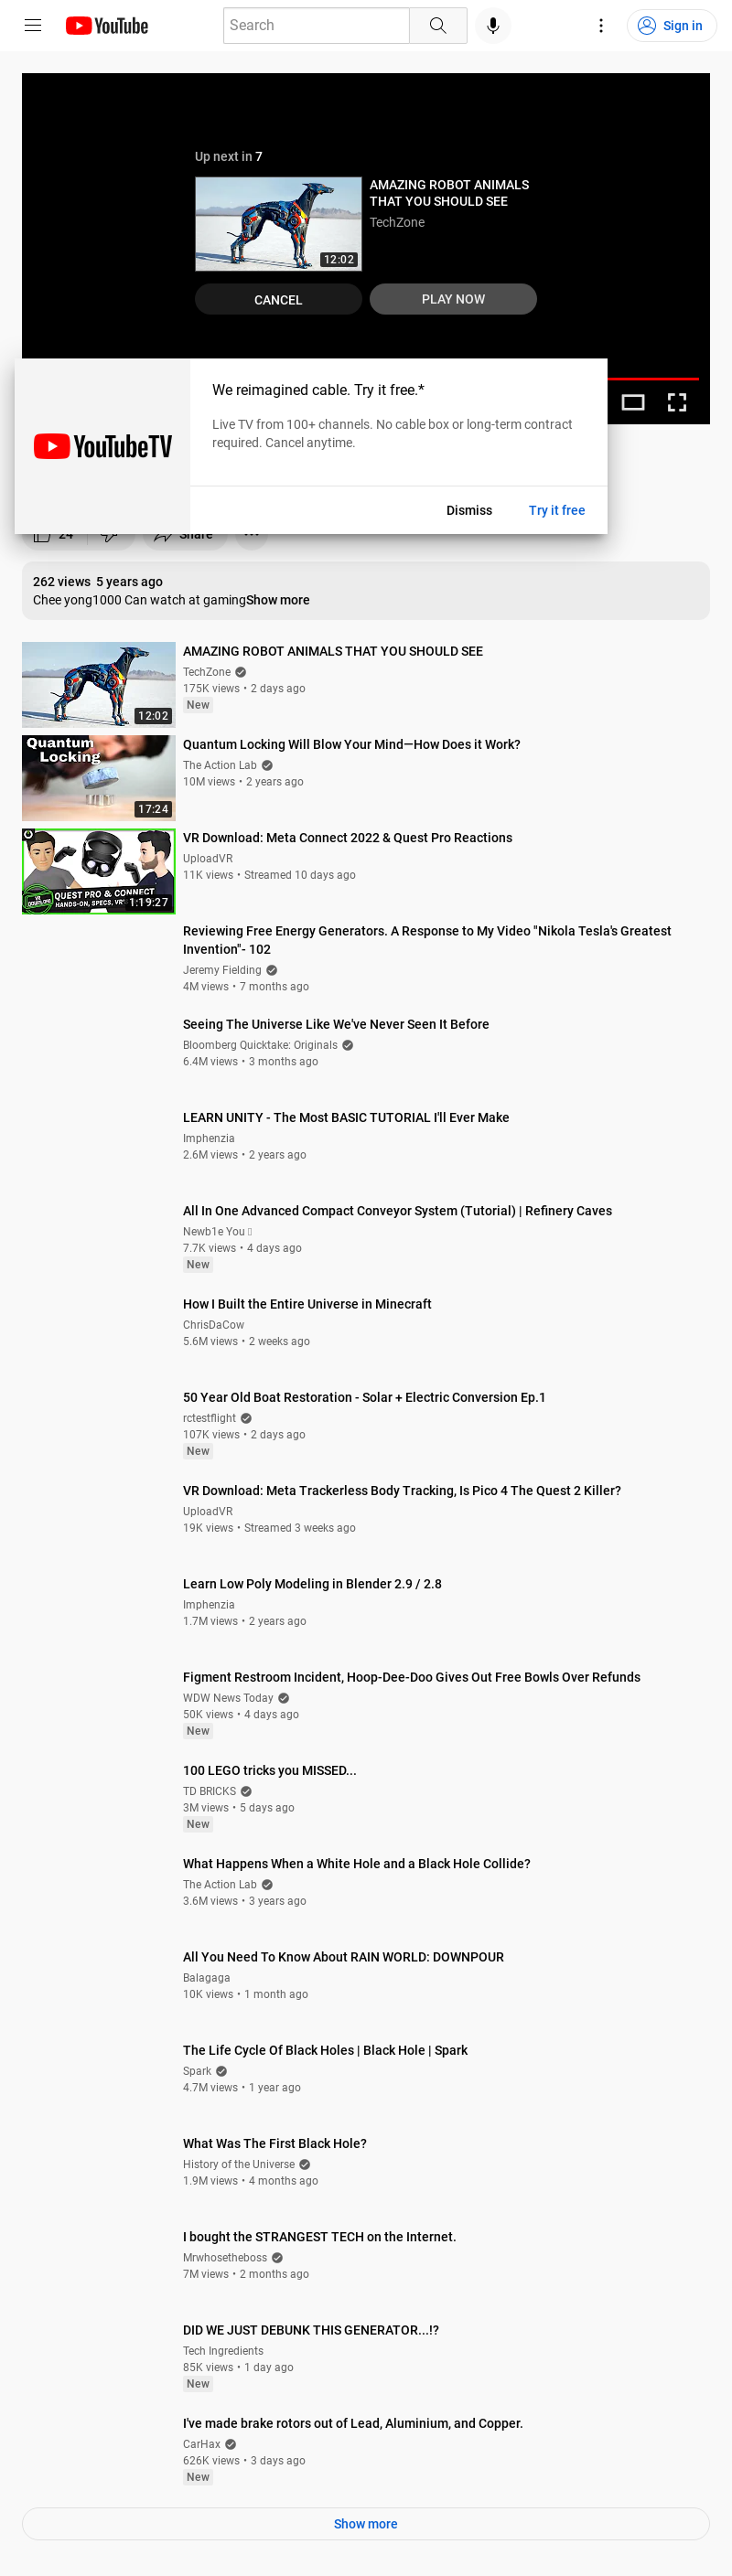 YouTube
Search
Sign in
Up next in 7
AMAZING ROBOT ANIMALS
THAT YOU SHOULD SEE
TechZone
12:02
CANCEL
PLAY NOW
We reimagined cable. Try it free.*
YouTubeTV
Live TV from 100+ channels. No cable box or long-term contract
required. Cancel anytime.
Dismiss
Try it free
24
Share
262 views 5 years ago
Chee yong1000 Can watch at gamingShow more
AMAZING ROBOT ANIMALS THAT YOU SHOULD SEE
TechZone
175K views • 2 days ago
New
12:02
Quantum
Locking
17:24
Quantum Locking Will Blow Your Mind—How Does it Work?
The Action Lab
10M views • 2 years ago
QUEST PRO & CONNECT
HANDS-ON, SPECS, VR
1:19:27
VR Download: Meta Connect 2022 & Quest Pro Reactions
UploadVR
11K views • Streamed 10 days ago
Reviewing Free Energy Generators. A Response to My Video "Nikola Tesla's Greatest
Invention"- 102
Jeremy Fielding
4M views • 7 months ago
Seeing The Universe Like We've Never Seen It Before
Bloomberg Quicktake: Originals
6.4M views • 3 months ago
LEARN UNITY - The Most BASIC TUTORIAL I'll Ever Make
Imphenzia
2.6M views • 2 years ago
All In One Advanced Compact Conveyor System (Tutorial) | Refinery Caves
Newb1e You
7.7K views • 4 days ago
New
How I Built the Entire Universe in Minecraft
ChrisDaCow
5.6M views • 2 weeks ago
50 Year Old Boat Restoration - Solar + Electric Conversion Ep.1
rctestflight
107K views • 2 days ago
New
VR Download: Meta Trackerless Body Tracking, Is Pico 4 The Quest 2 Killer?
UploadVR
19K views • Streamed 3 weeks ago
Learn Low Poly Modeling in Blender 2.9 / 2.8
Imphenzia
1.7M views • 2 years ago
Figment Restroom Incident, Hoop-Dee-Doo Gives Out Free Bowls Over Refunds
WDW News Today
50K views • 4 days ago
New
100 LEGO tricks you MISSED...
TD BRICKS
3M views • 5 days ago
New
What Happens When a White Hole and a Black Hole Collide?
The Action Lab
3.6M views • 3 years ago
All You Need To Know About RAIN WORLD: DOWNPOUR
Balagaga
10K views • 1 month ago
The Life Cycle Of Black Holes | Black Hole | Spark
Spark
4.7M views • 1 year ago
What Was The First Black Hole?
History of the Universe
1.9M views • 4 months ago
I bought the STRANGEST TECH on the Internet.
Mrwhosetheboss
7M views • 2 months ago
DID WE JUST DEBUNK THIS GENERATOR...!?
Tech Ingredients
85K views • 1 day ago
New
I've made brake rotors out of Lead, Aluminium, and Copper.
CarHax
626K views • 3 days ago
New
Show more